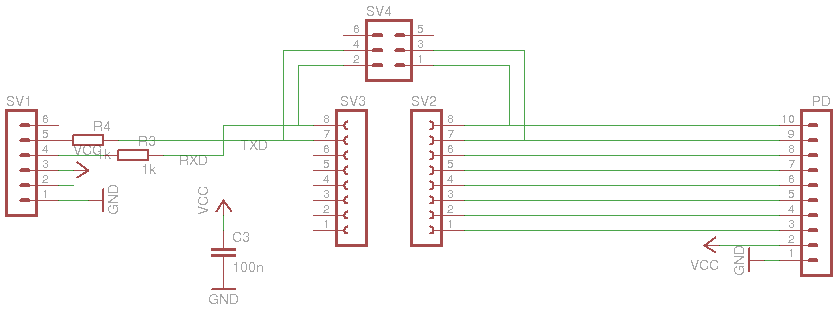 SV4
6 5
4 3
2 1
SV1 SV3 SV2 PD
6 8 8 10
R4
5 7 9
R3
VCC 1k TXD
4 RXD 6 6 8
1k
3 5 5 7
2 4 4 6
1 3 3 5
GND VCC
2 2 4
1 1 3
C3
2
100n VCC GND 1
GND